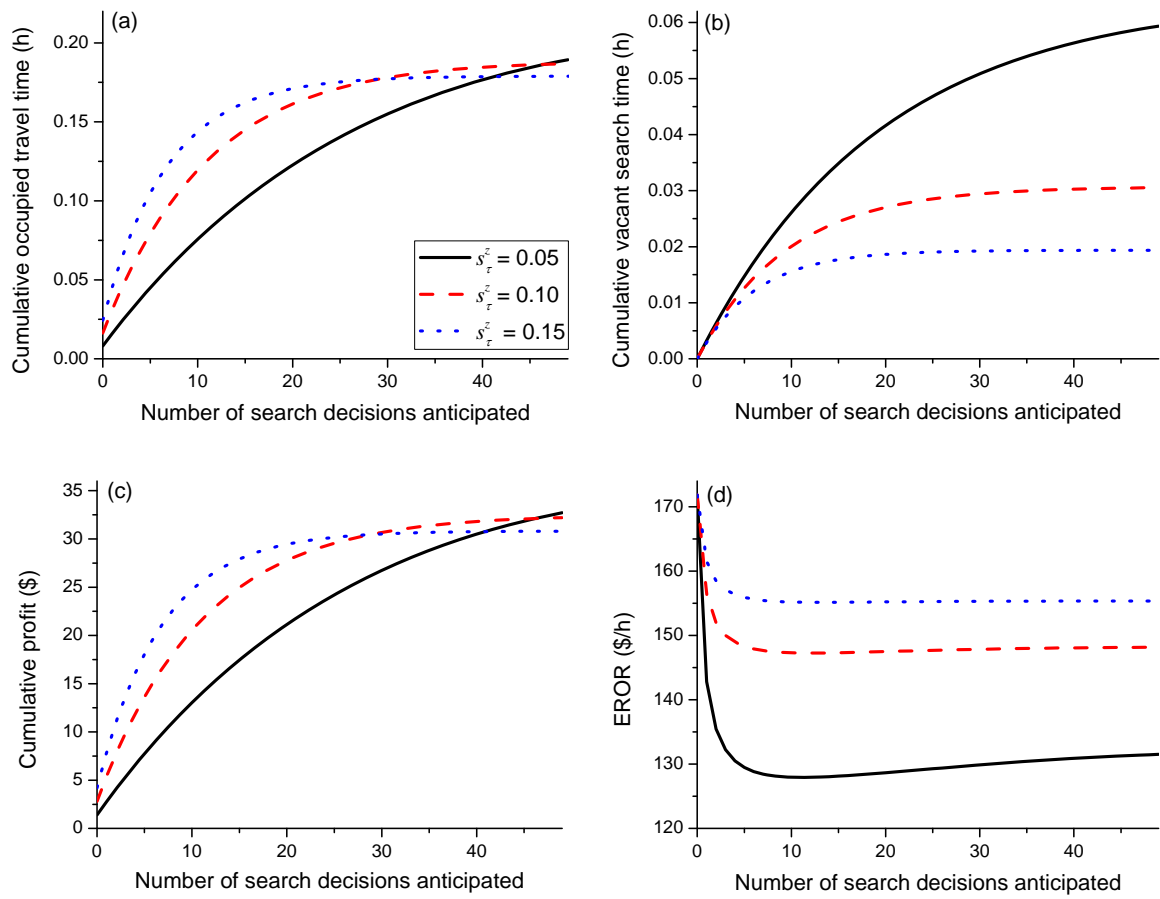 (a)
Cumulative occupied travel time (h)
0.20
0.15
0.10
0.05
0.00
0 10 20 30 40
Number of search decisions anticipated
s_τ^z = 0.05
s_τ^z = 0.10
s_τ^z = 0.15
(b)
Cumulative vacant search time (h)
0.06
0.05
0.04
0.03
0.02
0.01
0.00
0 10 20 30 40
Number of search decisions anticipated
(c)
Cumulative profit ($)
35
30
25
20
15
10
5
0
0 10 20 30 40
Number of search decisions anticipated
(d)
EROR ($/h)
170
160
150
140
130
120
0 10 20 30 40
Number of search decisions anticipated